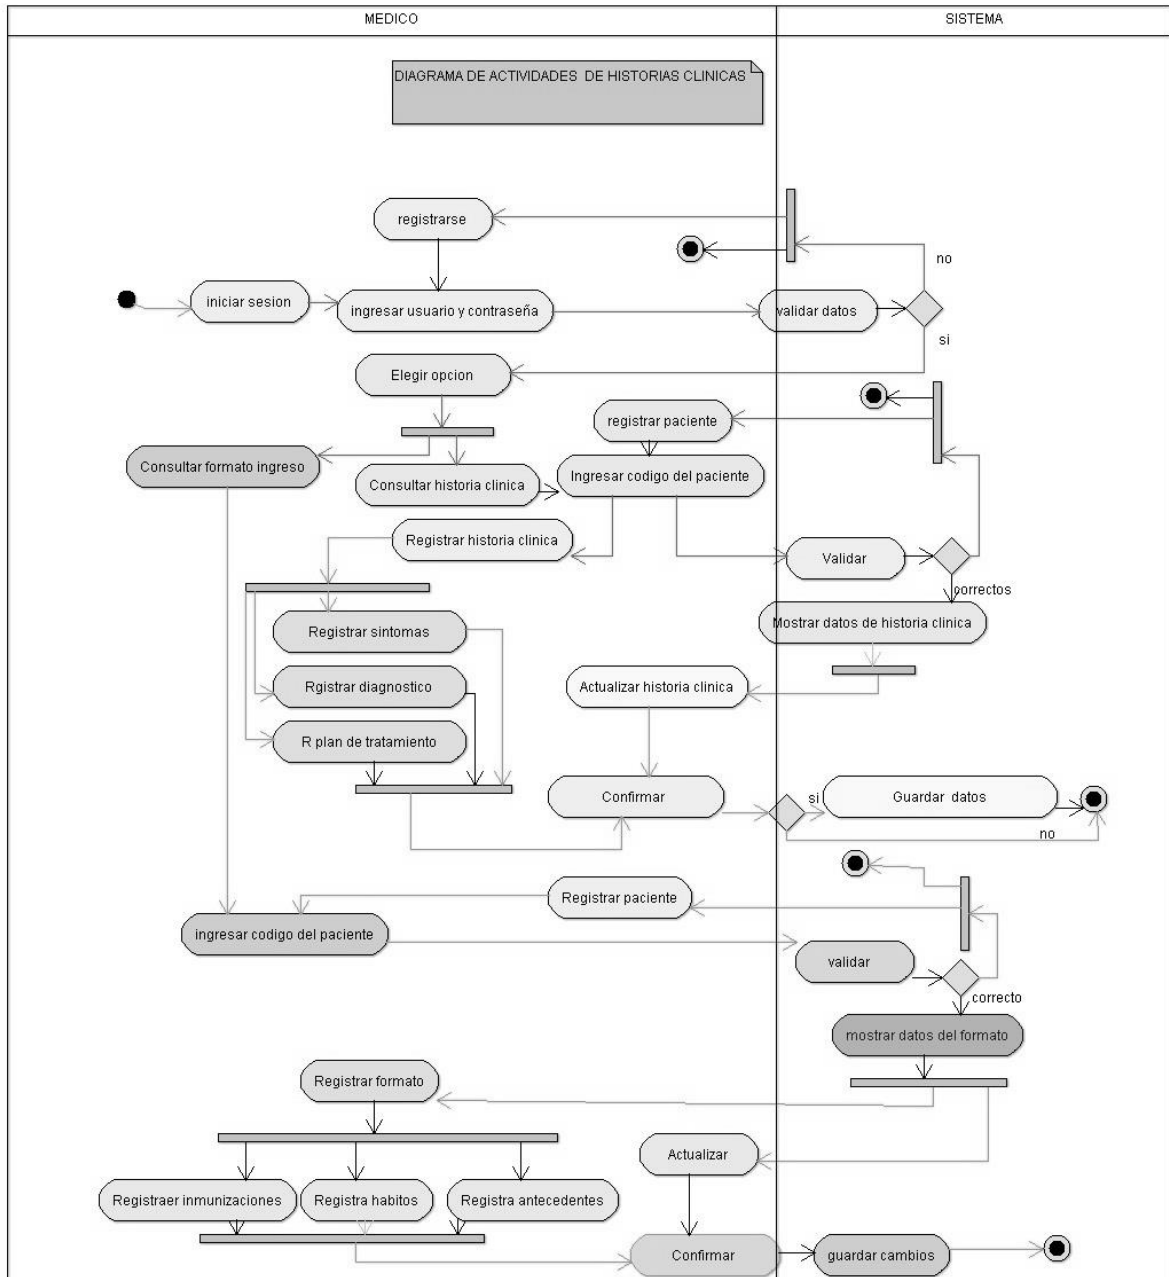 MEDICO
SISTEMA
DIAGRAMA DE ACTIVIDADES DE HISTORIAS CLINICAS
registrarse
no
iniciar sesion
ingresar usuario y contraseña
validar datos
si
Elegir opcion
registrar paciente
Consultar formato ingreso
Consultar historia clinica
Ingresar codigo del paciente
Registrar historia clinica
Validar
correctos
Mostrar datos de historia clinica
Registrar sintomas
Rgistrar diagnostico
Actualizar historia clinica
R plan de tratamiento
Confirmar
si
Guardar datos
no
Registrar paciente
ingresar codigo del paciente
validar
correcto
mostrar datos del formato
Registrar formato
Actualizar
Registraer inmunizaciones
Registra habitos
Registra antecedentes
Confirmar
guardar cambios